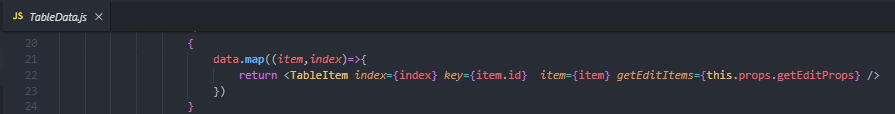 JS TableData.js ×
20 {
21 data.map((item,index)=>{
22 return <TableItem index={index} key={item.id}  item={item} getEditItems={this.props.getEditProps} />
23 })
24 }